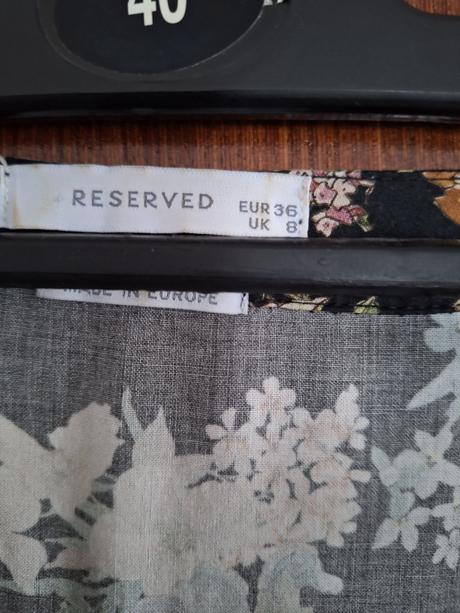 40
RESERVED
EUR 36
UK 8
MADE IN EUROPE